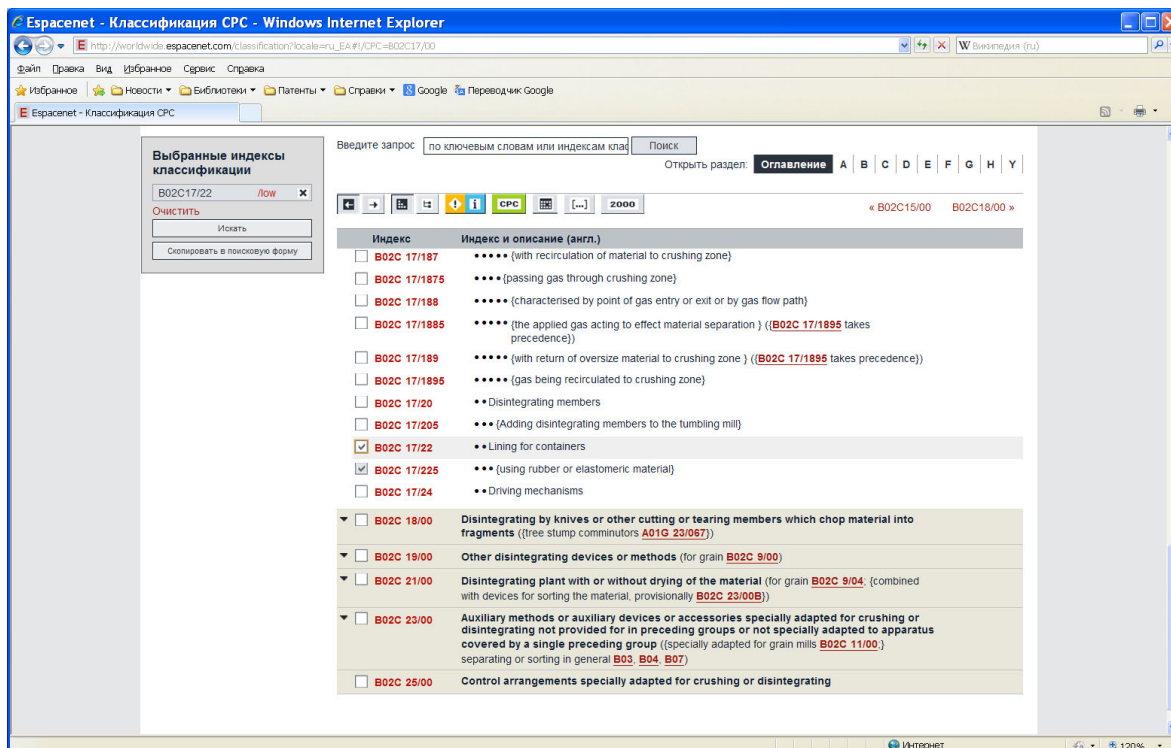 Espacenet - Классификация CPC - Windows Internet Explorer
http://worldwide.espacenet.com/classification?locale=ru_EA#!/CPC=B02C17/00
W Википедия (ru)
Файл Правка Вид Избранное Сервис Справка
Избранное Новости Библиотеки Патенты Справки Google Переводчик Google
Espacenet - Классификация CPC
Выбранные индексы классификации
B02C17/22 /low
Очистить
Искать
Скопировать в поисковую форму
Введите запрос по ключевым словам или индексам клас Поиск
Открыть раздел: Оглавление A B C D E F G H Y
CPC [...] 2000 « B02C15/00 B02C18/00 »
Индекс Индекс и описание (англ.)
B02C 17/187 ••••• {with recirculation of material to crushing zone}
B02C 17/1875 •••• {passing gas through crushing zone}
B02C 17/188 ••••• {characterised by point of gas entry or exit or by gas flow path}
B02C 17/1885 ••••• {the applied gas acting to effect material separation } ({B02C 17/1895 takes
precedence})
B02C 17/189 ••••• {with return of oversize material to crushing zone } ({B02C 17/1895 takes precedence})
B02C 17/1895 ••••• {gas being recirculated to crushing zone}
B02C 17/20 •• Disintegrating members
B02C 17/205 ••• {Adding disintegrating members to the tumbling mill}
B02C 17/22 •• Lining for containers
B02C 17/225 ••• {using rubber or elastomeric material}
B02C 17/24 •• Driving mechanisms
B02C 18/00 Disintegrating by knives or other cutting or tearing members which chop material into
fragments ({tree stump comminutors A01G 23/067})
B02C 19/00 Other disintegrating devices or methods (for grain B02C 9/00)
B02C 21/00 Disintegrating plant with or without drying of the material (for grain B02C 9/04; {combined
with devices for sorting the material, provisionally B02C 23/00B})
B02C 23/00 Auxiliary methods or auxiliary devices or accessories specially adapted for crushing or
disintegrating not provided for in preceding groups or not specially adapted to apparatus
covered by a single preceding group ({specially adapted for grain mills B02C 11/00;}
separating or sorting in general B03, B04, B07)
B02C 25/00 Control arrangements specially adapted for crushing or disintegrating
Интернет 120%